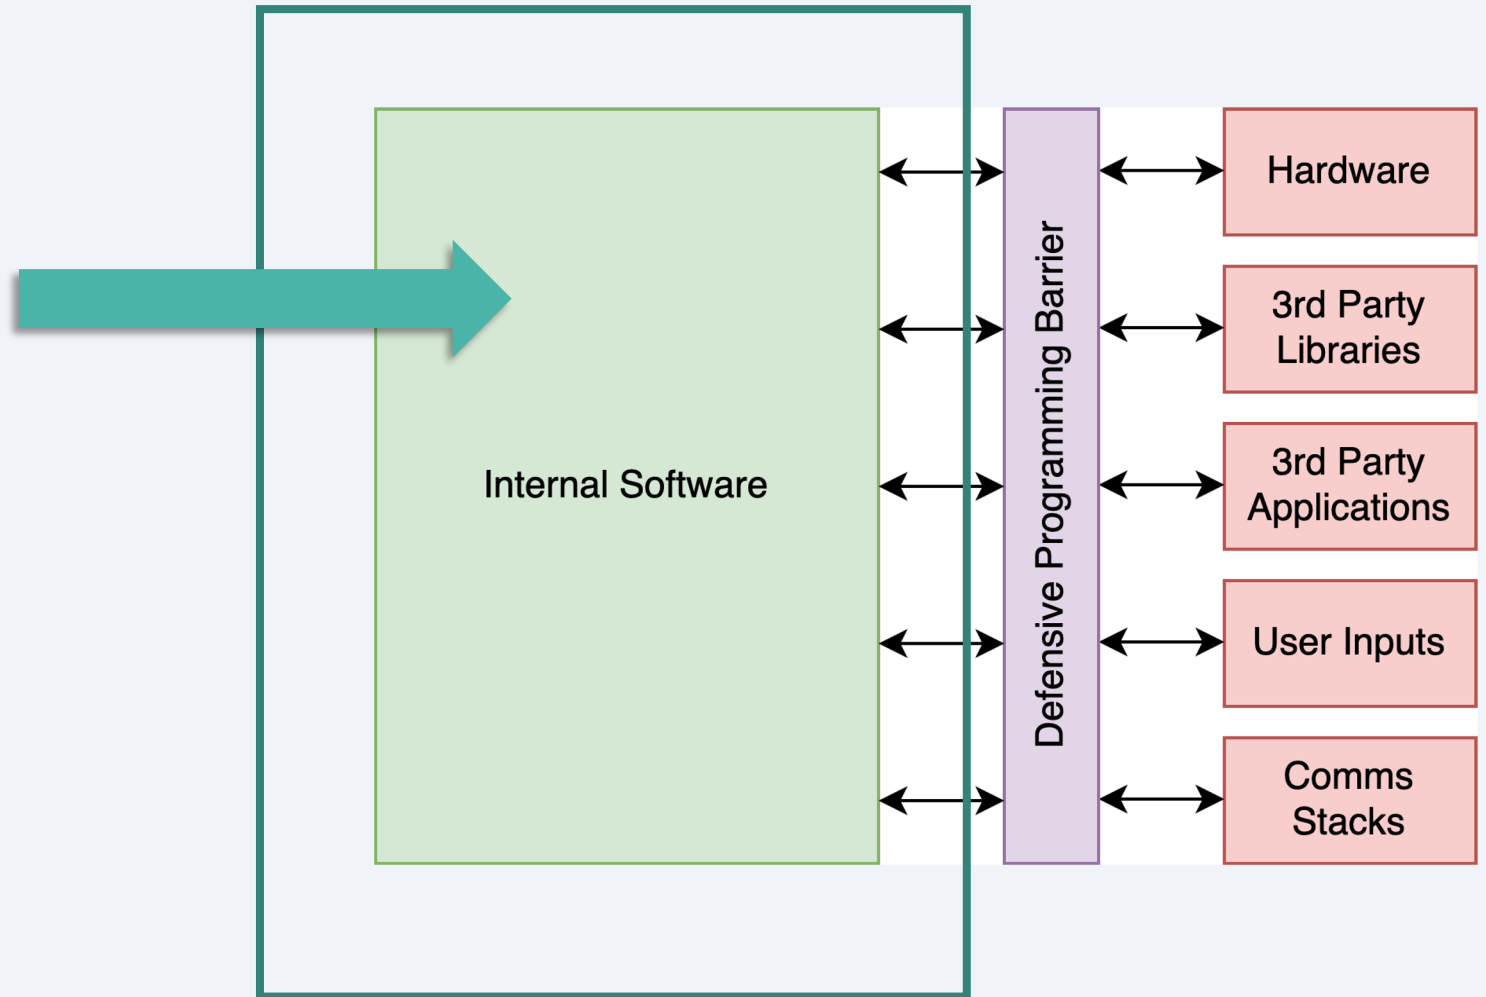 Internal Software
Defensive Programming Barrier
Hardware
3rd Party
Libraries
3rd Party
Applications
User Inputs
Comms
Stacks